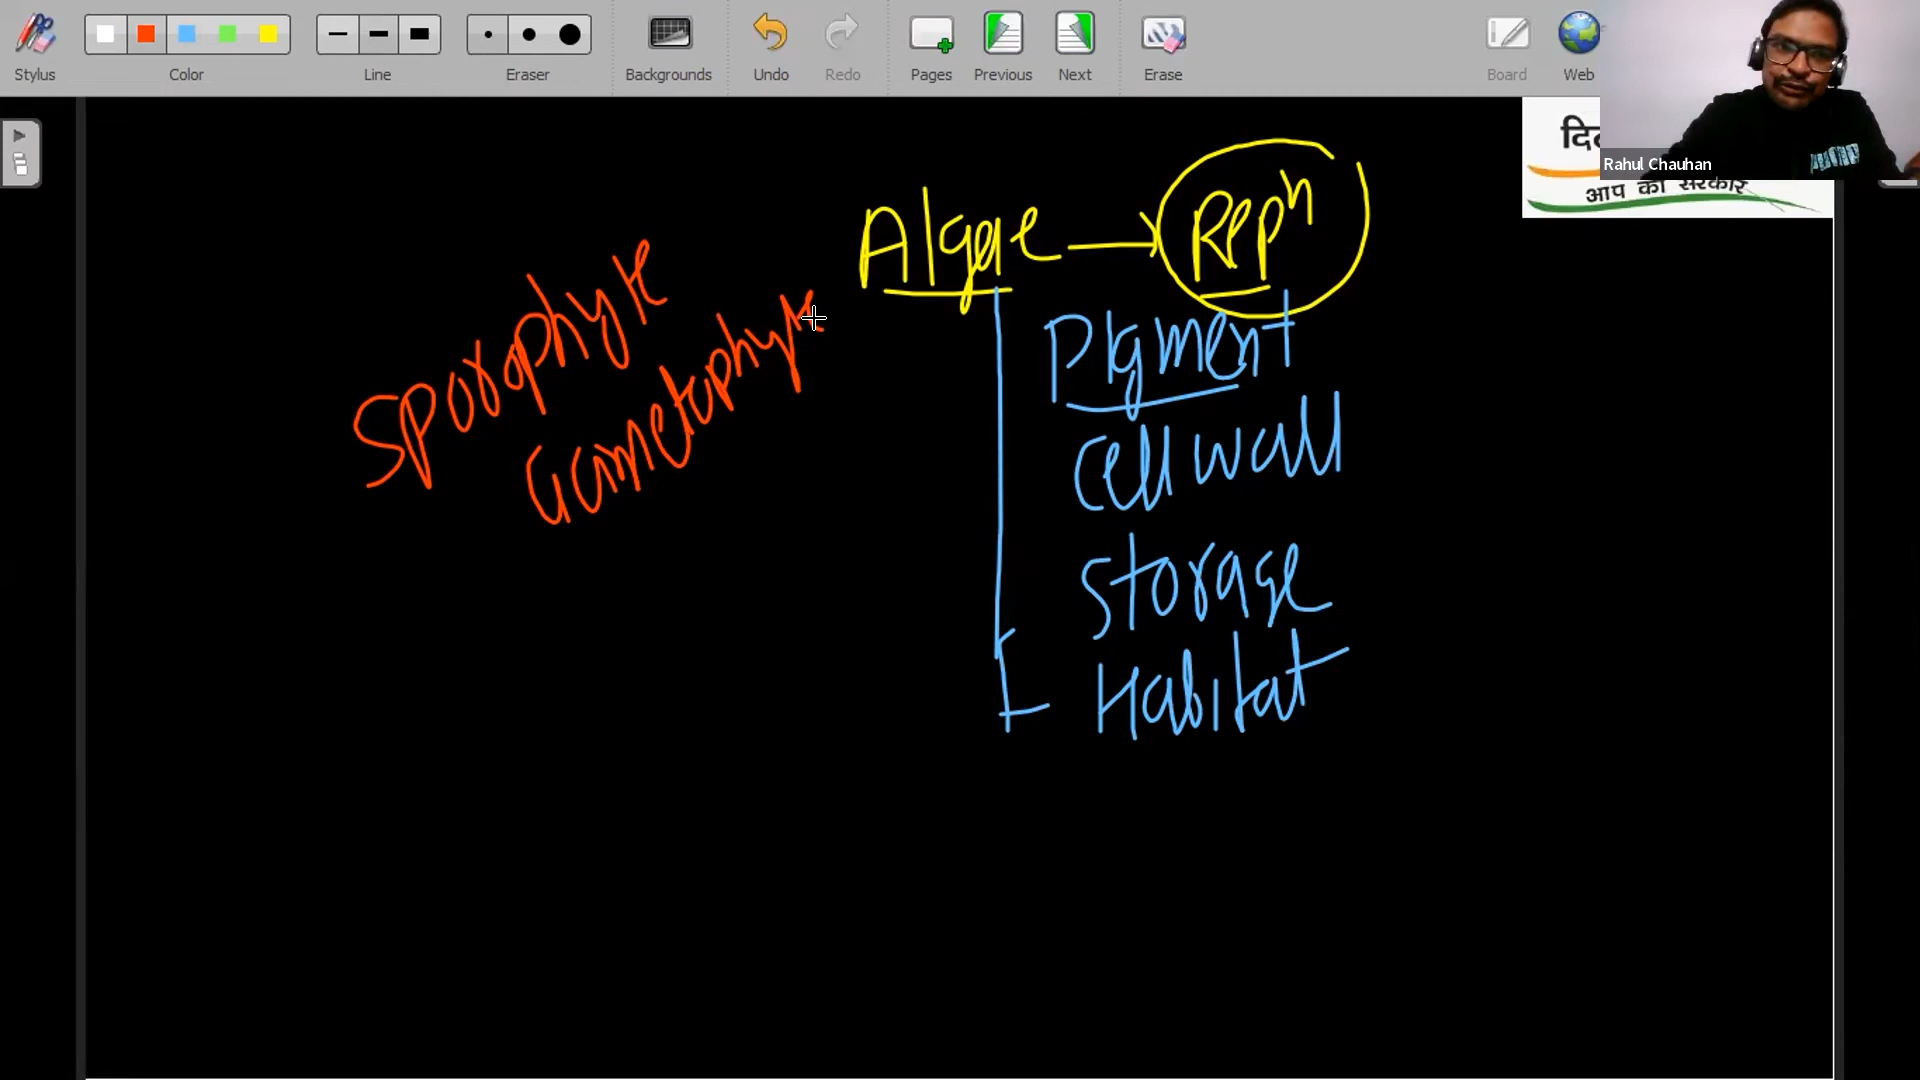 Stylus
Color
Line
Eraser
Backgrounds
Undo
Redo
Pages
Previous
Next
Erase
Board
Web
Rahul Chauhan
आप की सरकार
Algae → Repⁿ
Sporophyte
Gametophyte
Pigment
Cell wall
Storage
Habitat